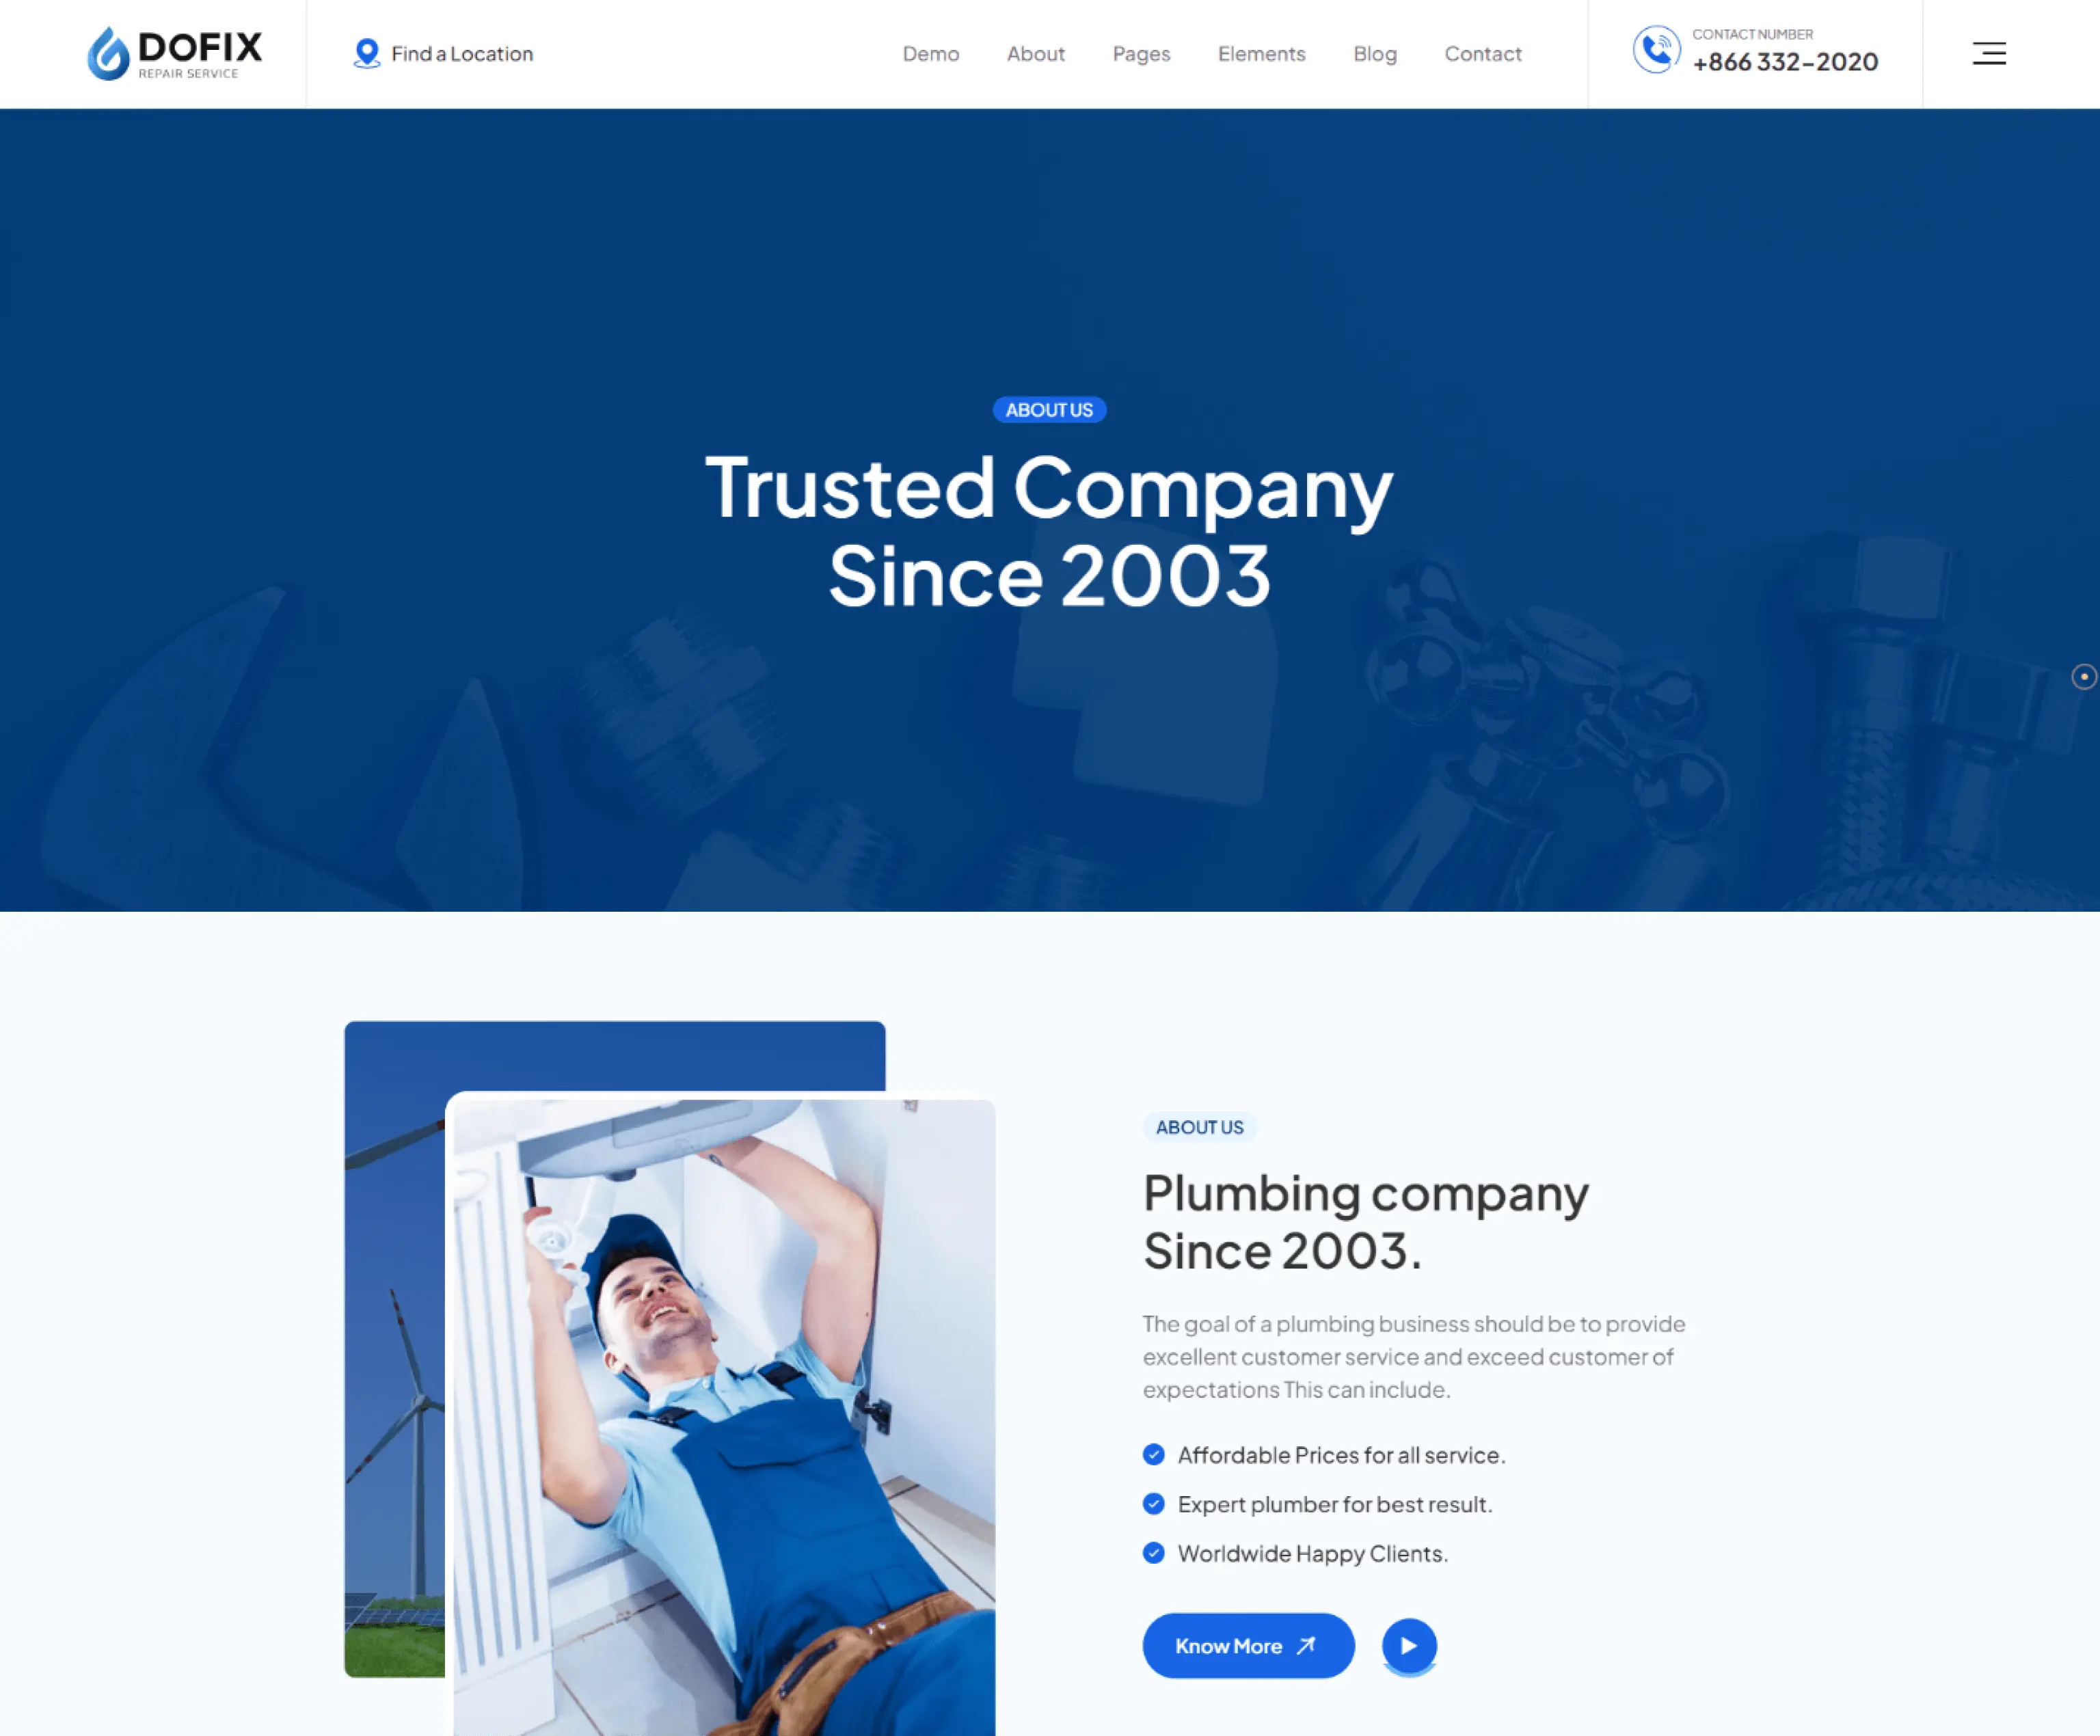 DOFIX
REPAIR SERVICE
Find a Location
Demo
About
Pages
Elements
Blog
Contact
CONTACT NUMBER
+866 332-2020
ABOUT US
Trusted Company
Since 2003
ABOUT US
Plumbing company
Since 2003.
The goal of a plumbing business should be to provide
excellent customer service and exceed customer of
expectations This can include.
Affordable Prices for all service.
Expert plumber for best result.
Worldwide Happy Clients.
Know More